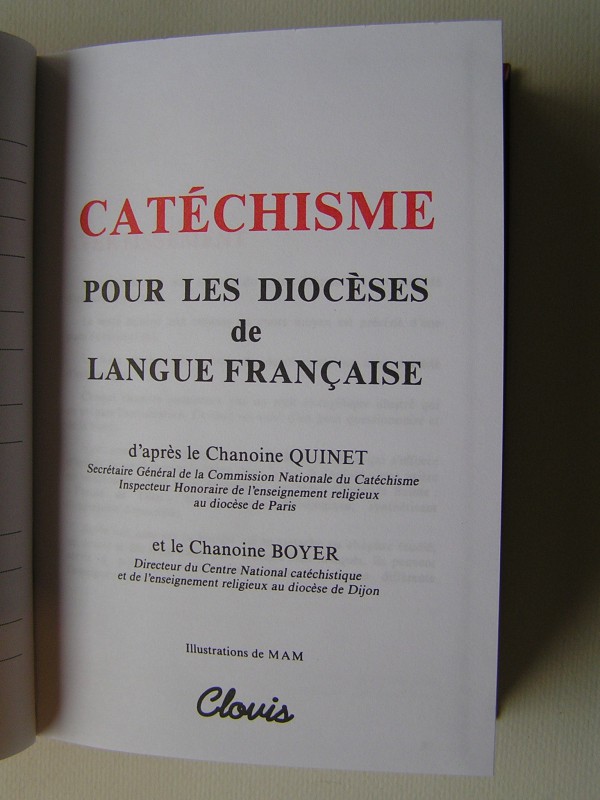 CATÉCHISME
POUR LES DIOCÈSES
de
LANGUE FRANÇAISE
d'après le Chanoine QUINET
Secrétaire Général de la Commission Nationale du Catéchisme
Inspecteur Honoraire de l'enseignement religieux
au diocèse de Paris
et le Chanoine BOYER
Directeur du Centre National catéchistique
et de l'enseignement religieux au diocèse de Dijon
Illustrations de MAM
Clovis